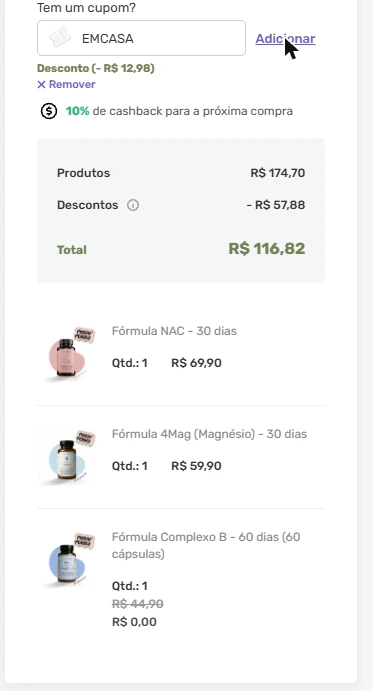 Tem um cupom?
EMCASA
Adicionar
Desconto (- R$ 12,98)
✕ Remover
10% de cashback para a próxima compra
Produtos R$ 174,70
Descontos - R$ 57,88
Total R$ 116,82
Fórmula NAC - 30 dias
Qtd.: 1 R$ 69,90
Fórmula 4Mag (Magnésio) - 30 dias
Qtd.: 1 R$ 59,90
Fórmula Complexo B - 60 dias (60
cápsulas)
Qtd.: 1
R$ 44,90
R$ 0,00